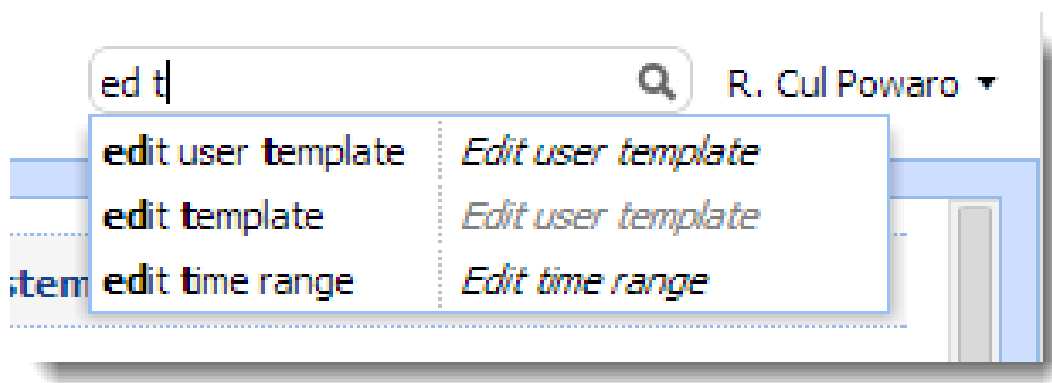 ed t R. Cul Powaro
edit user template Edit user template
edit template Edit user template
stem edit time range Edit time range